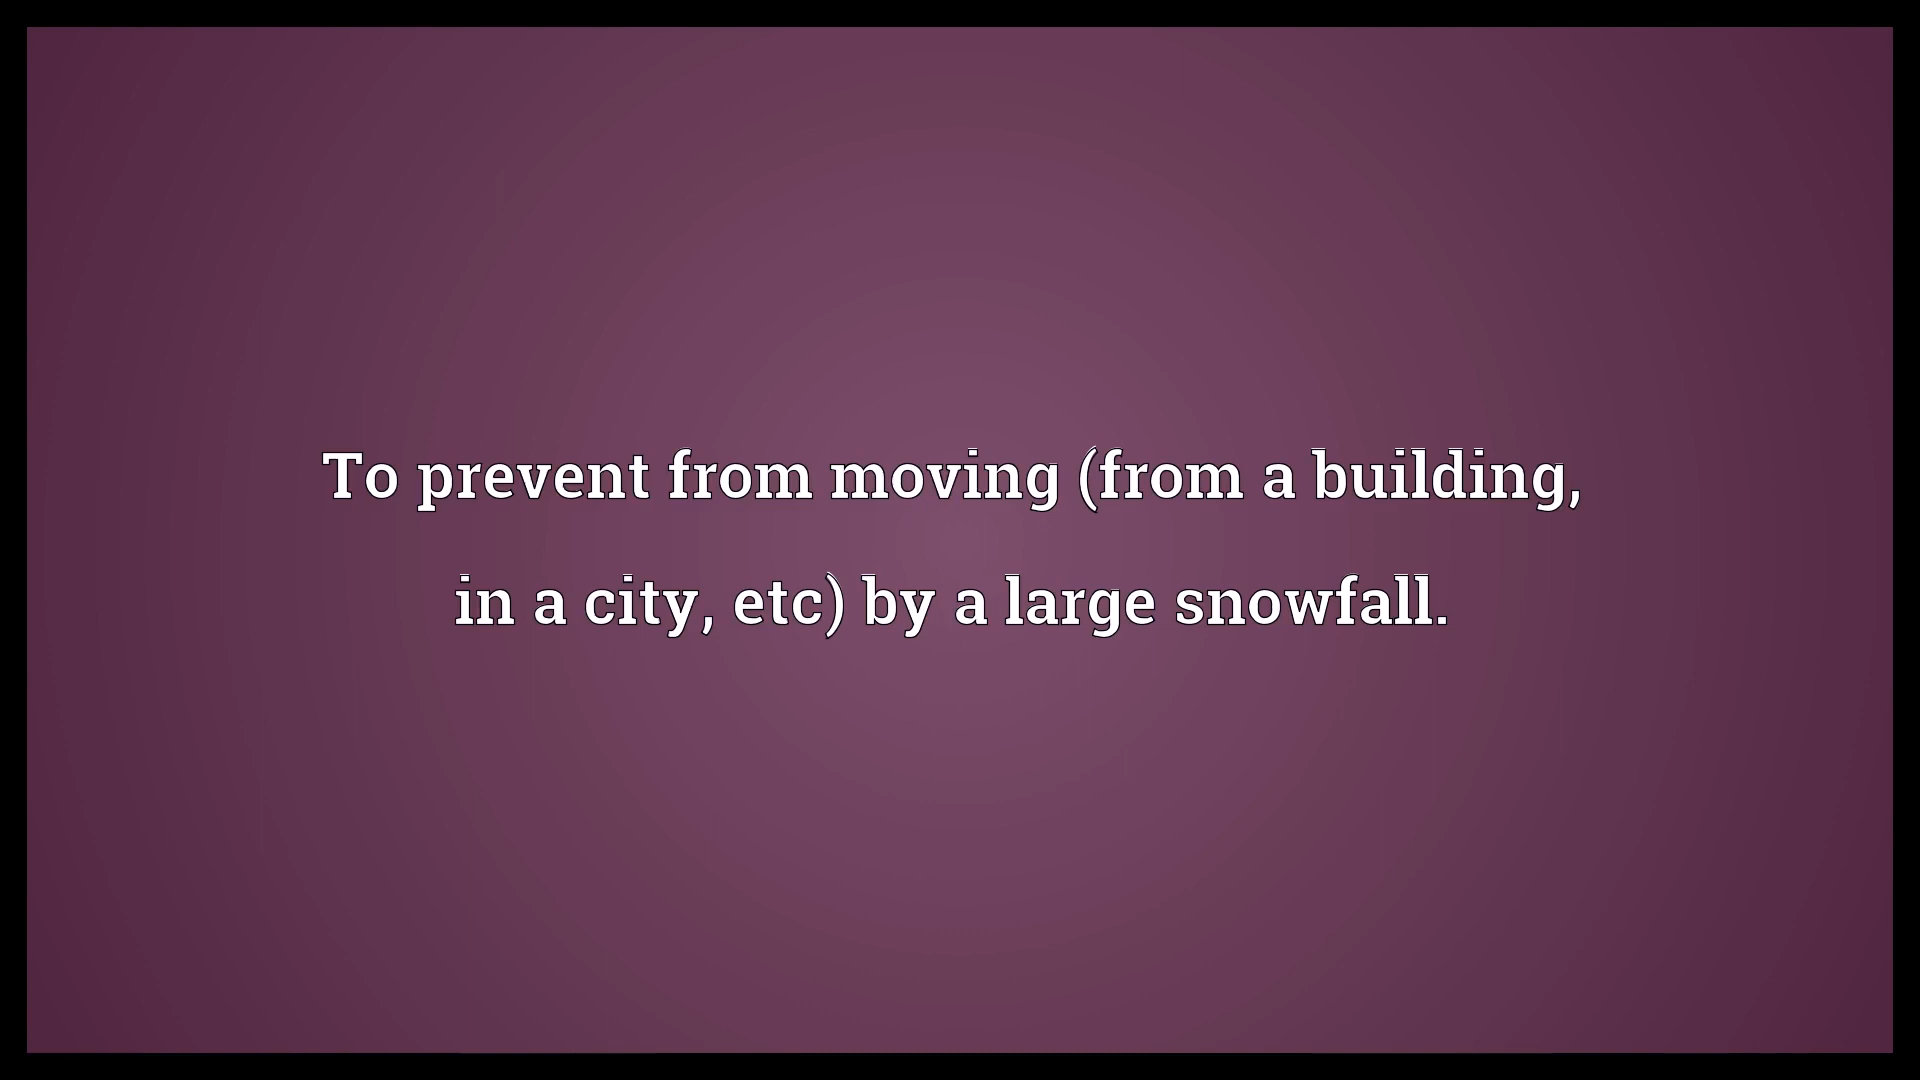 To prevent from moving (from a building,
in a city, etc) by a large snowfall.